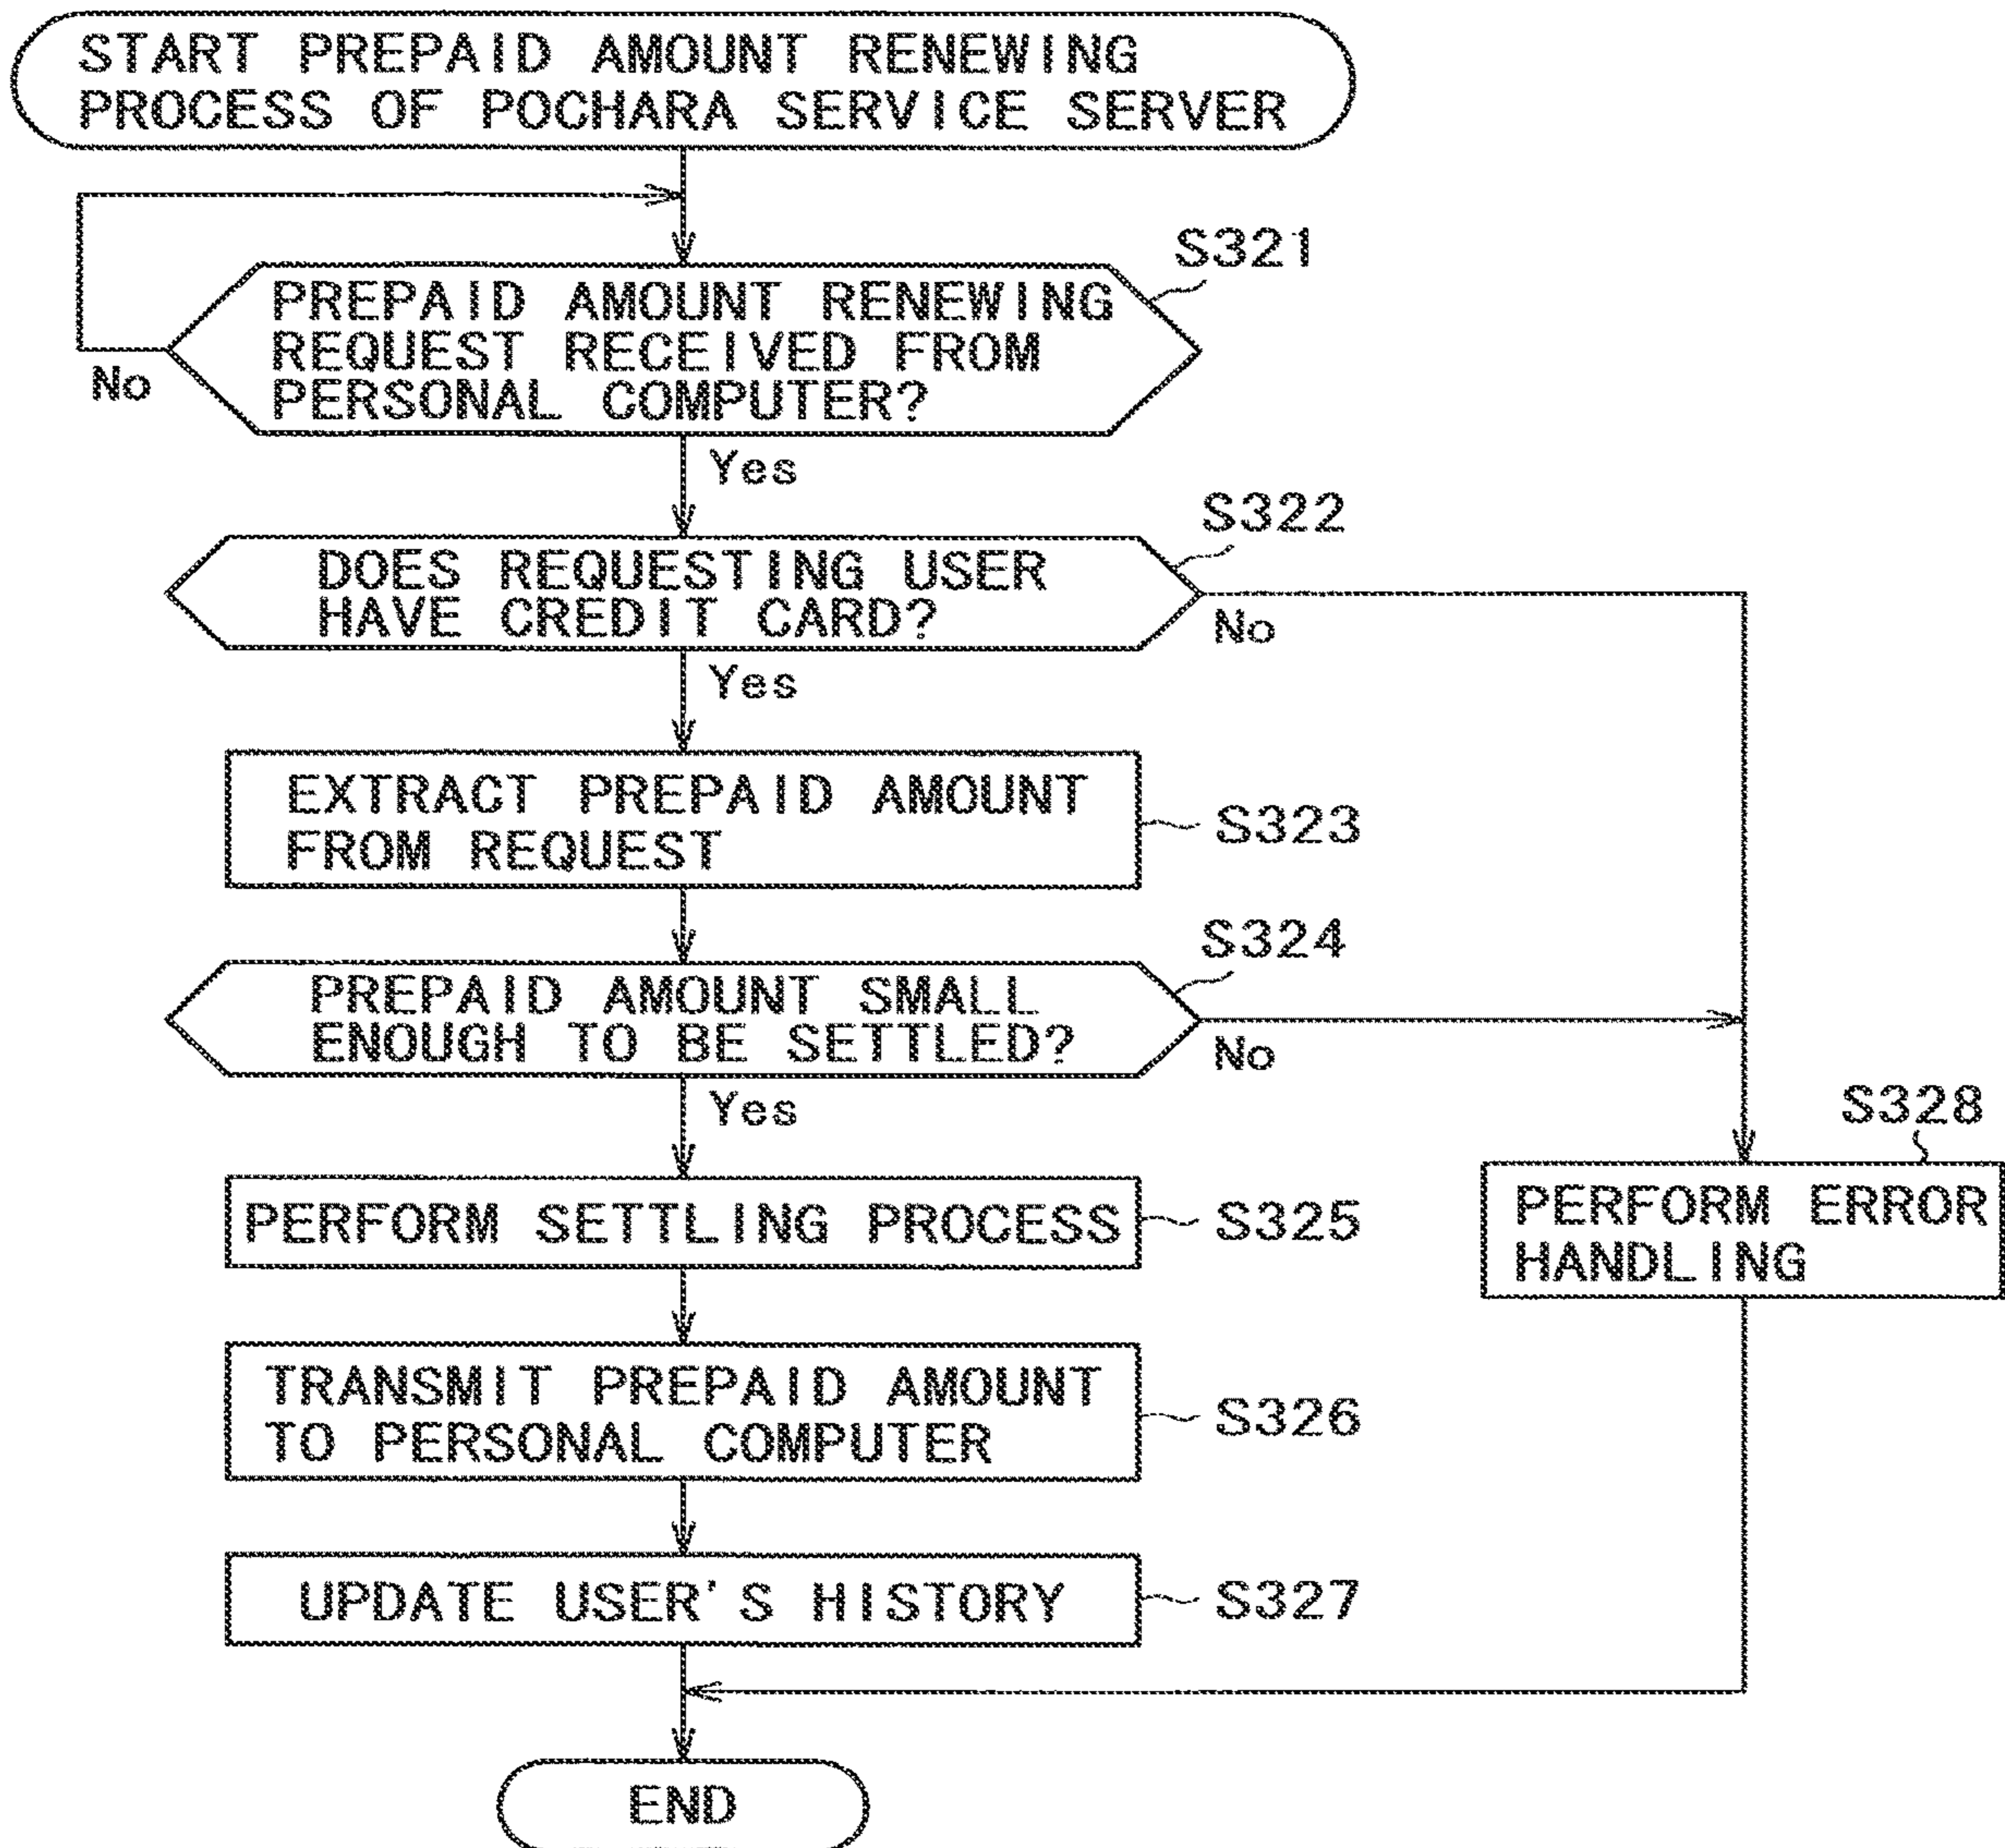 START PREPAID AMOUNT RENEWING
PROCESS OF POCHARA SERVICE SERVER
S321
PREPAID AMOUNT RENEWING
REQUEST RECEIVED FROM
PERSONAL COMPUTER?
No
Yes
S322
DOES REQUESTING USER
HAVE CREDIT CARD?
No
Yes
EXTRACT PREPAID AMOUNT
FROM REQUEST
S323
S324
PREPAID AMOUNT SMALL
ENOUGH TO BE SETTLED?
No
Yes
S328
PERFORM SETTLING PROCESS
S325
PERFORM ERROR
HANDLING
TRANSMIT PREPAID AMOUNT
TO PERSONAL COMPUTER
S326
UPDATE USER'S HISTORY
S327
END